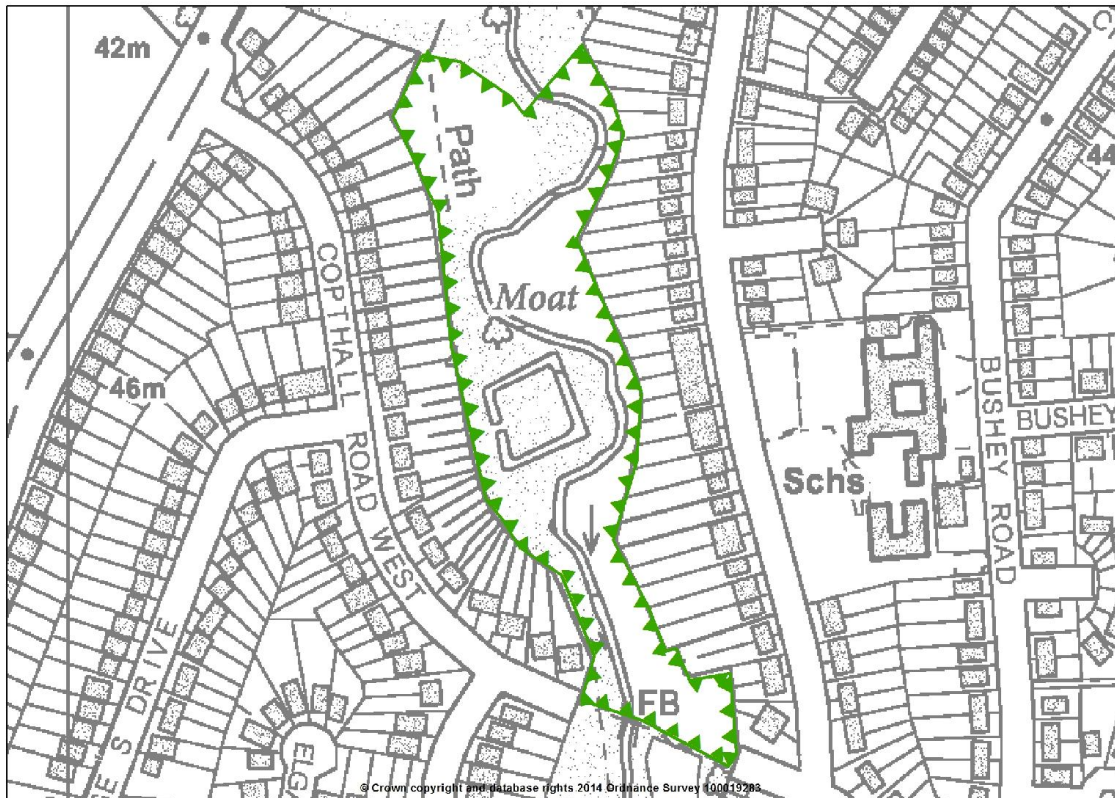 42m
Path
COPTHALL
ROAD WEST
Moat
46m
44
Schs
BUSHEY
BUSHEY ROAD
E'S DRIVE
ELGA
FB
© Crown copyright and database rights 2014 Ordnance Survey 100019283